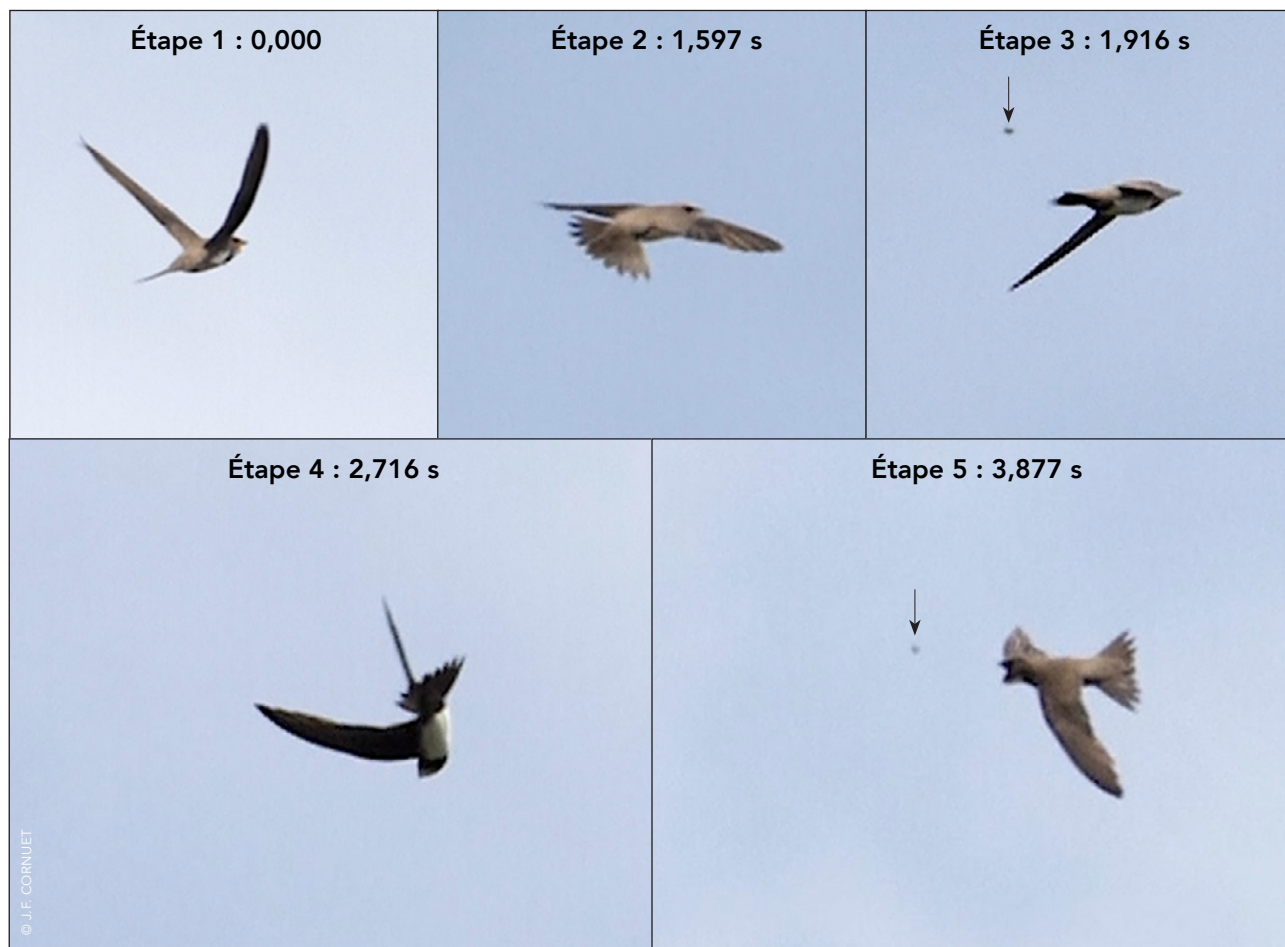 Étape 1 : 0,000
Étape 2 : 1,597 s
Étape 3 : 1,916 s
Étape 4 : 2,716 s
Étape 5 : 3,877 s
© J.F. CORNUET